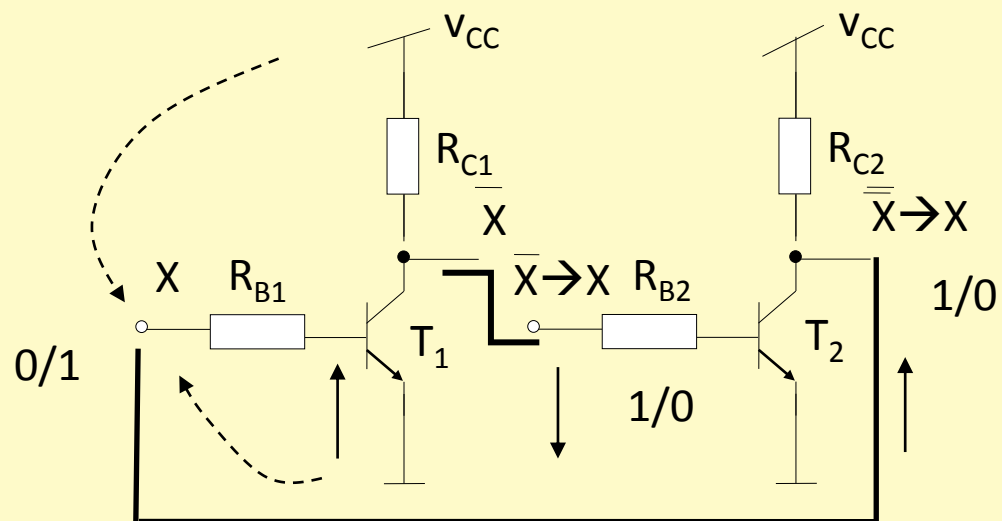 vCC
vCC
RC1
RC2
X̅
X̿→X
X
RB1
X̅→X
RB2
1/0
0/1
T1
T2
1/0